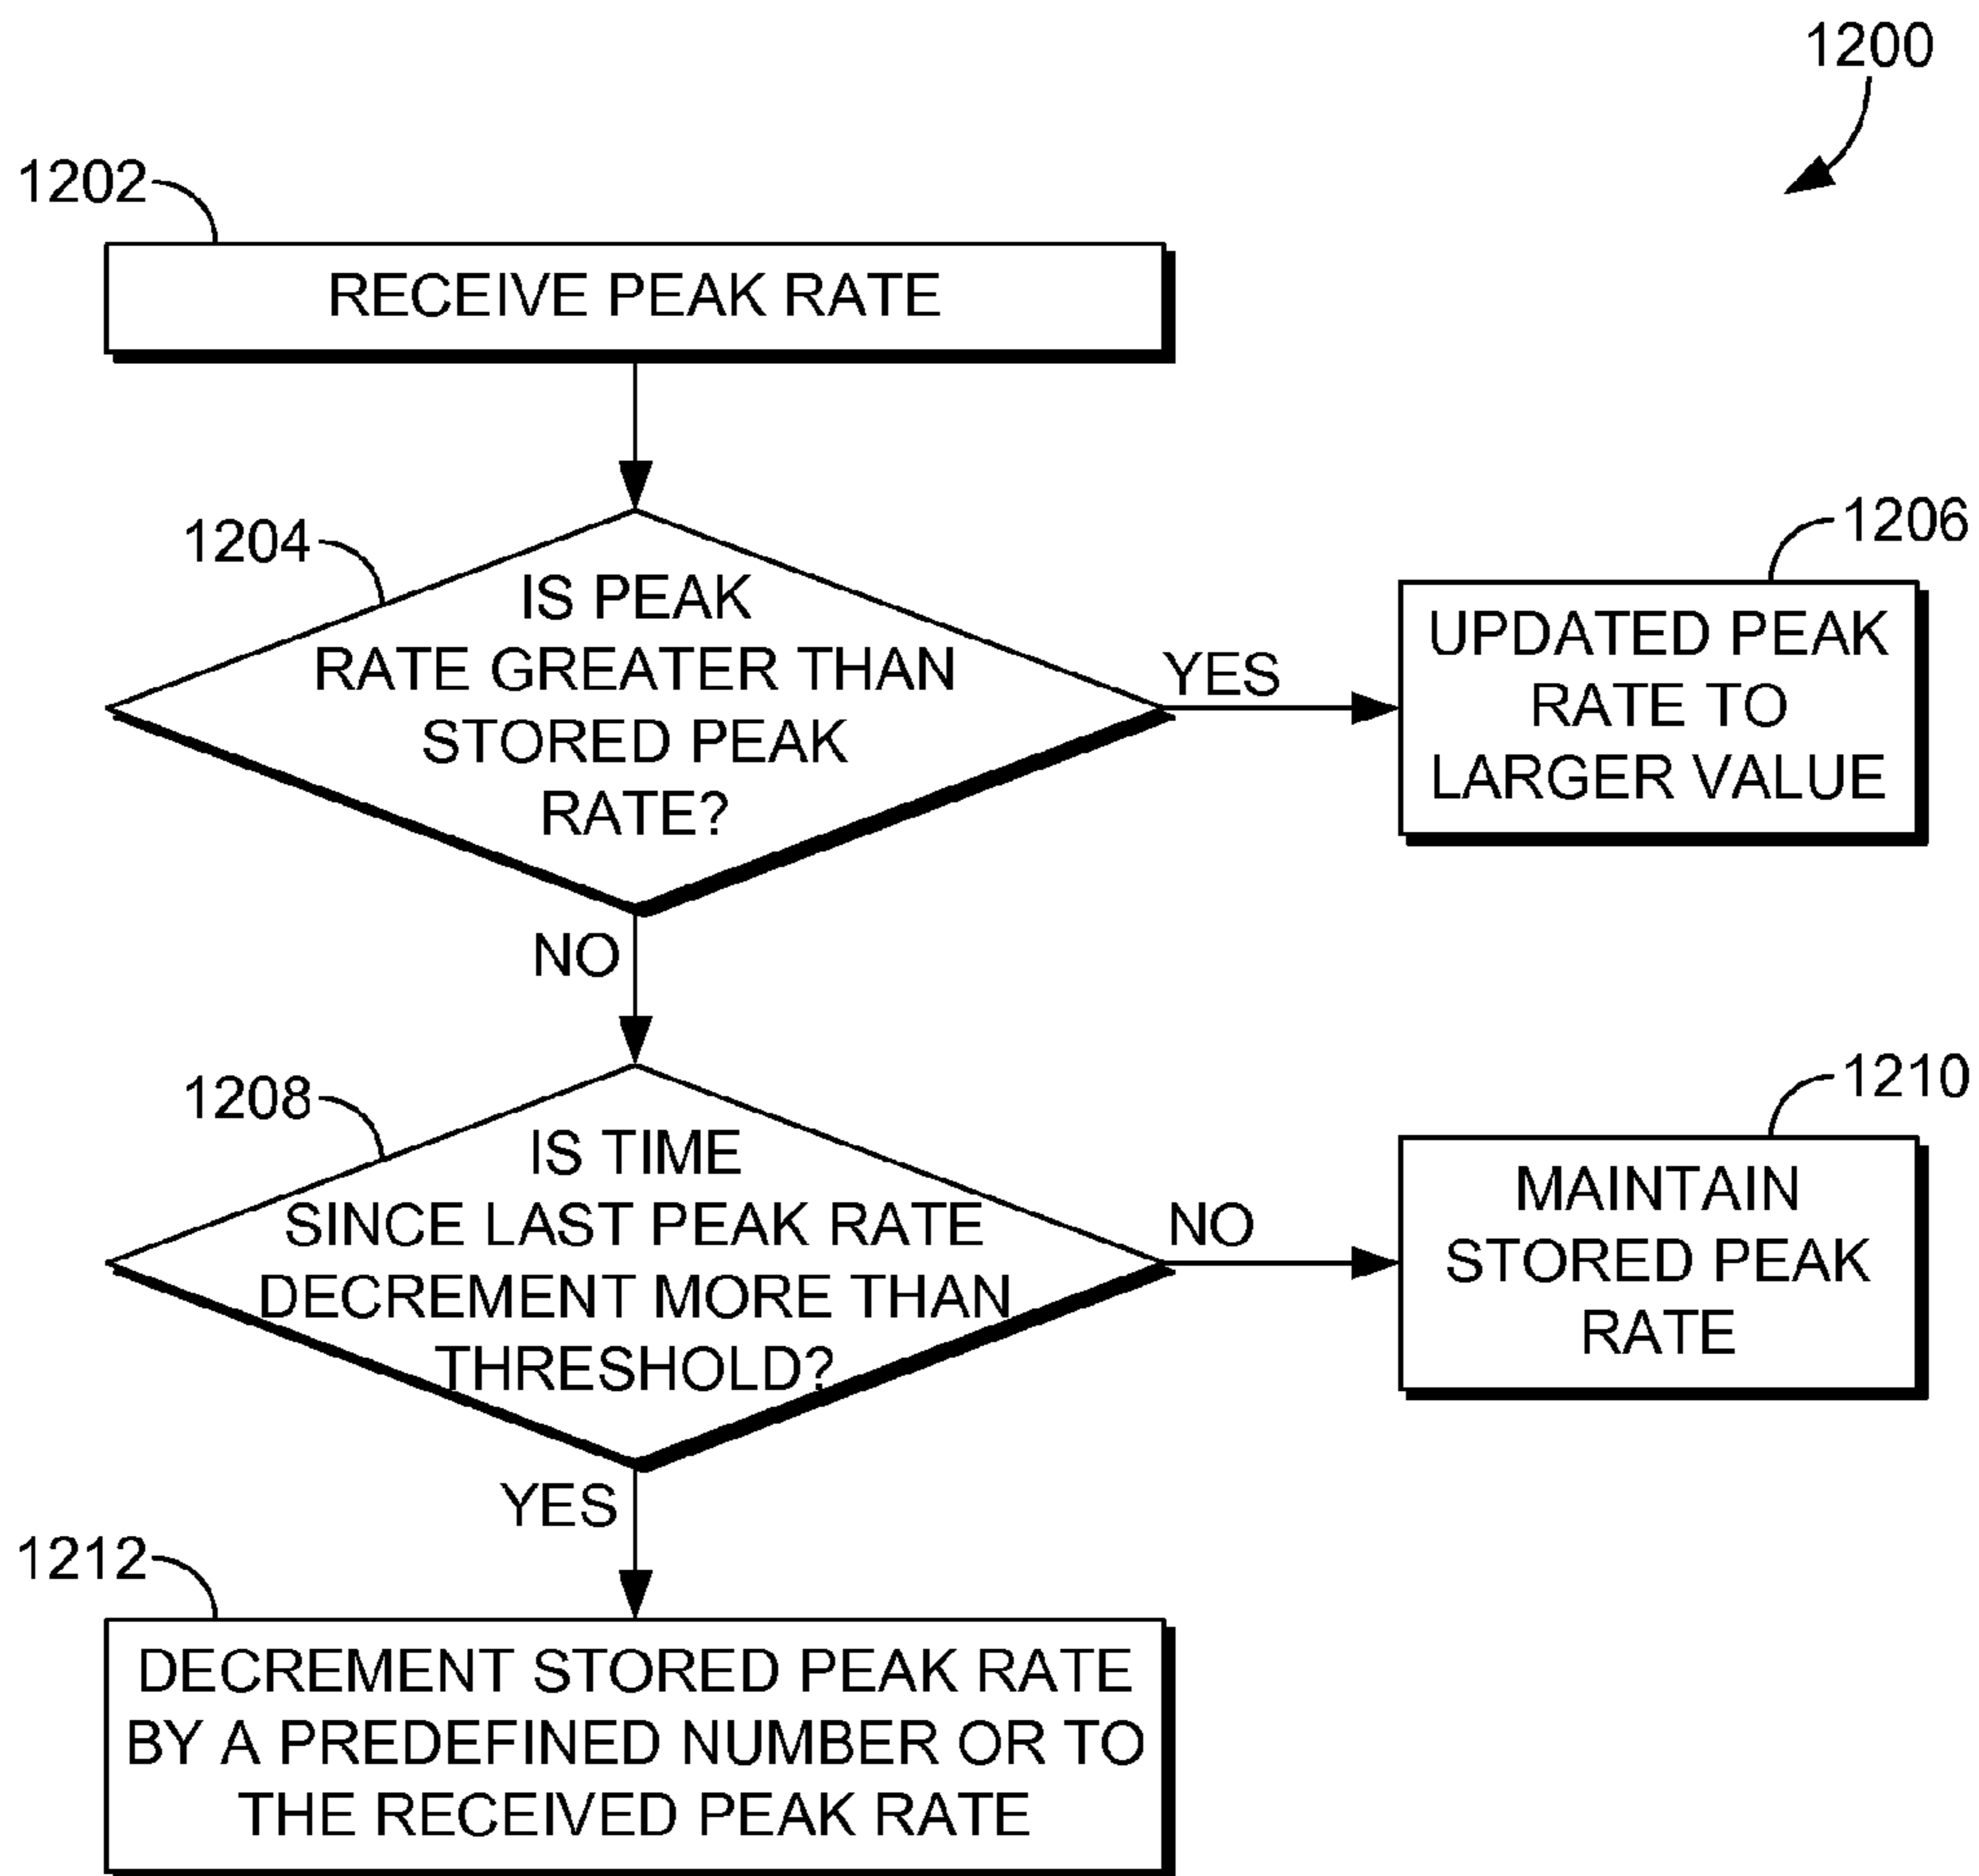 1200
1202
RECEIVE PEAK RATE
1204
IS PEAK
RATE GREATER THAN
STORED PEAK
RATE?
YES
1206
UPDATED PEAK
RATE TO
LARGER VALUE
NO
1208
IS TIME
SINCE LAST PEAK RATE
DECREMENT MORE THAN
THRESHOLD?
NO
1210
MAINTAIN
STORED PEAK
RATE
YES
1212
DECREMENT STORED PEAK RATE
BY A PREDEFINED NUMBER OR TO
THE RECEIVED PEAK RATE